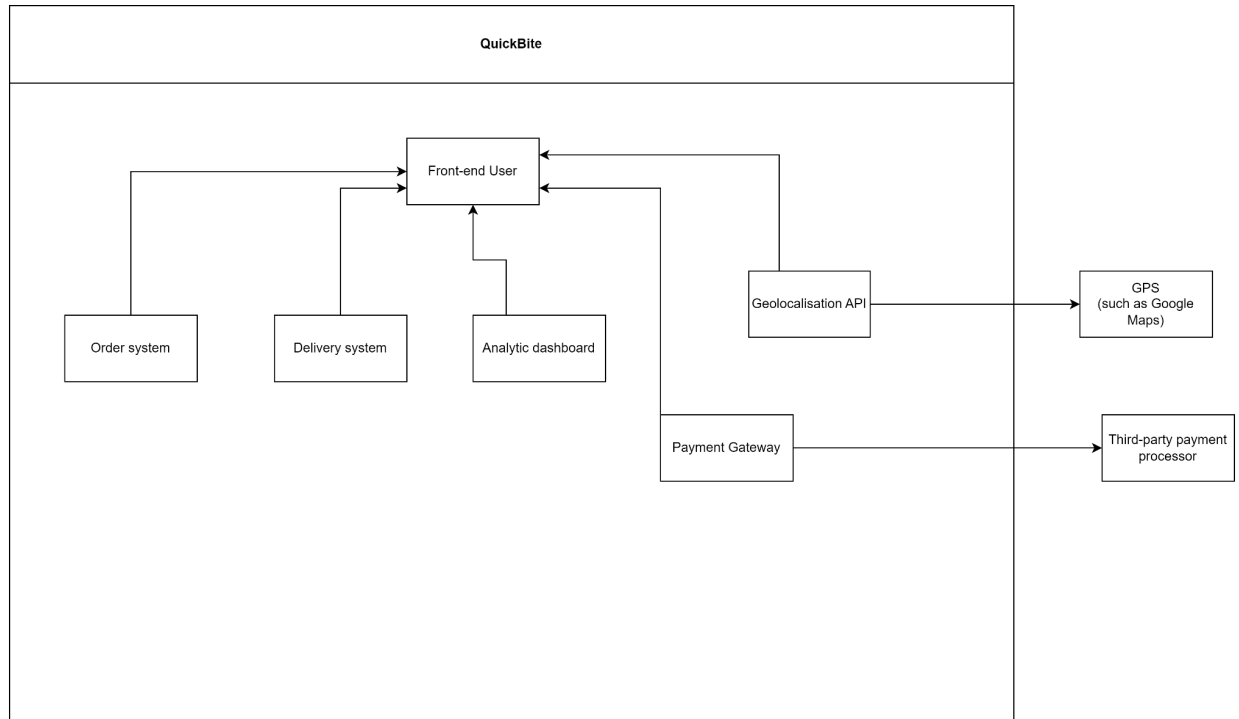 QuickBite
Front-end User
Geolocalisation API
GPS
(such as Google
Maps)
Order system
Delivery system
Analytic dashboard
Payment Gateway
Third-party payment
processor